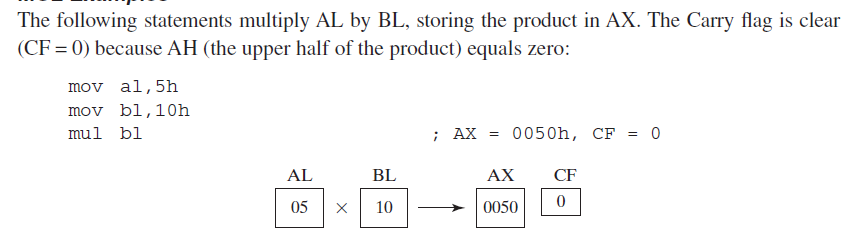 The following statements multiply AL by BL, storing the product in AX. The Carry flag is clear
(CF = 0) because AH (the upper half of the product) equals zero:
mov al,5h
mov bl,10h
mul bl ; AX = 0050h, CF = 0
AL BL AX CF
05 × 10 0050 0